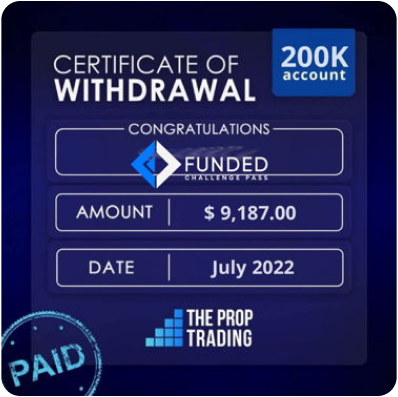 200K
account
CERTIFICATE OF
WITHDRAWAL
CONGRATULATIONS
FUNDED
CHALLENGE PASS
AMOUNT | $ 9,187.00
DATE | July 2022
THE PROP
TRADING
PAID